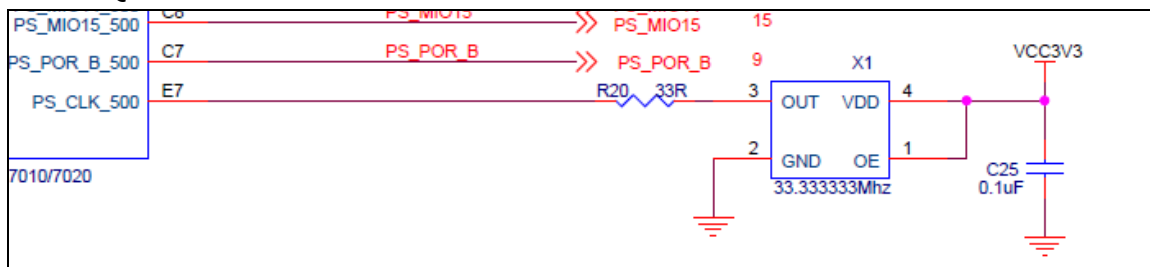 PS_MIO15_500 C8 PS_MIO15 PS_MIO15 15
PS_POR_B_500 C7 PS_POR_B PS_POR_B 9
X1 VCC3V3
PS_CLK_500 E7 R20 33R 3 OUT VDD 4
2 GND OE 1
33.333333Mhz
C25
0.1uF
7010/7020